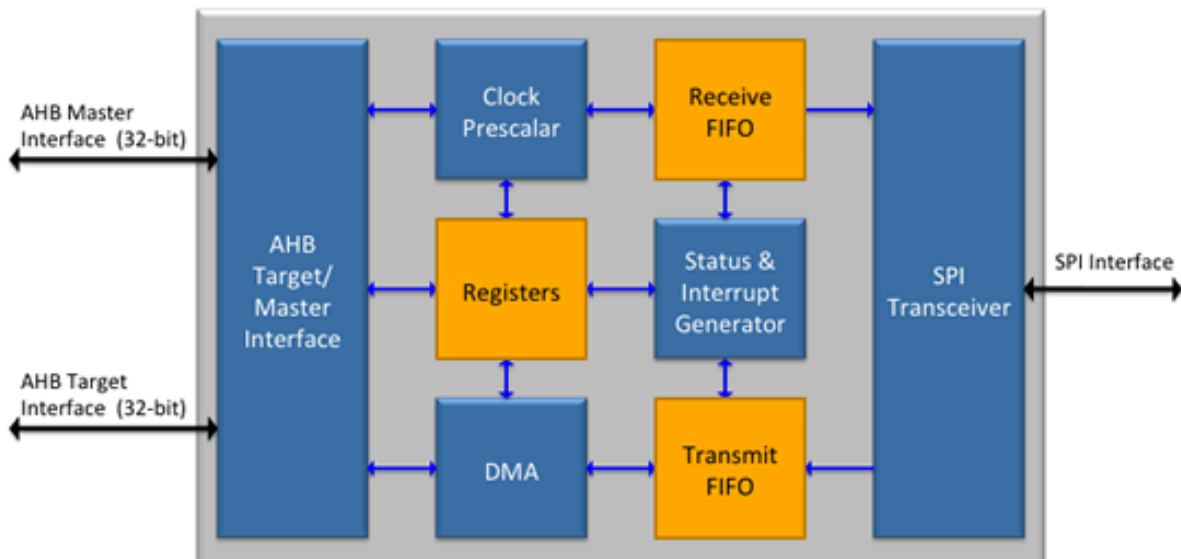 AHB Master
Interface (32-bit)
AHB Target
Interface (32-bit)
AHB
Target/
Master
Interface
Clock
Prescalar
Registers
DMA
Receive
FIFO
Status &
Interrupt
Generator
Transmit
FIFO
SPI
Transceiver
SPI Interface